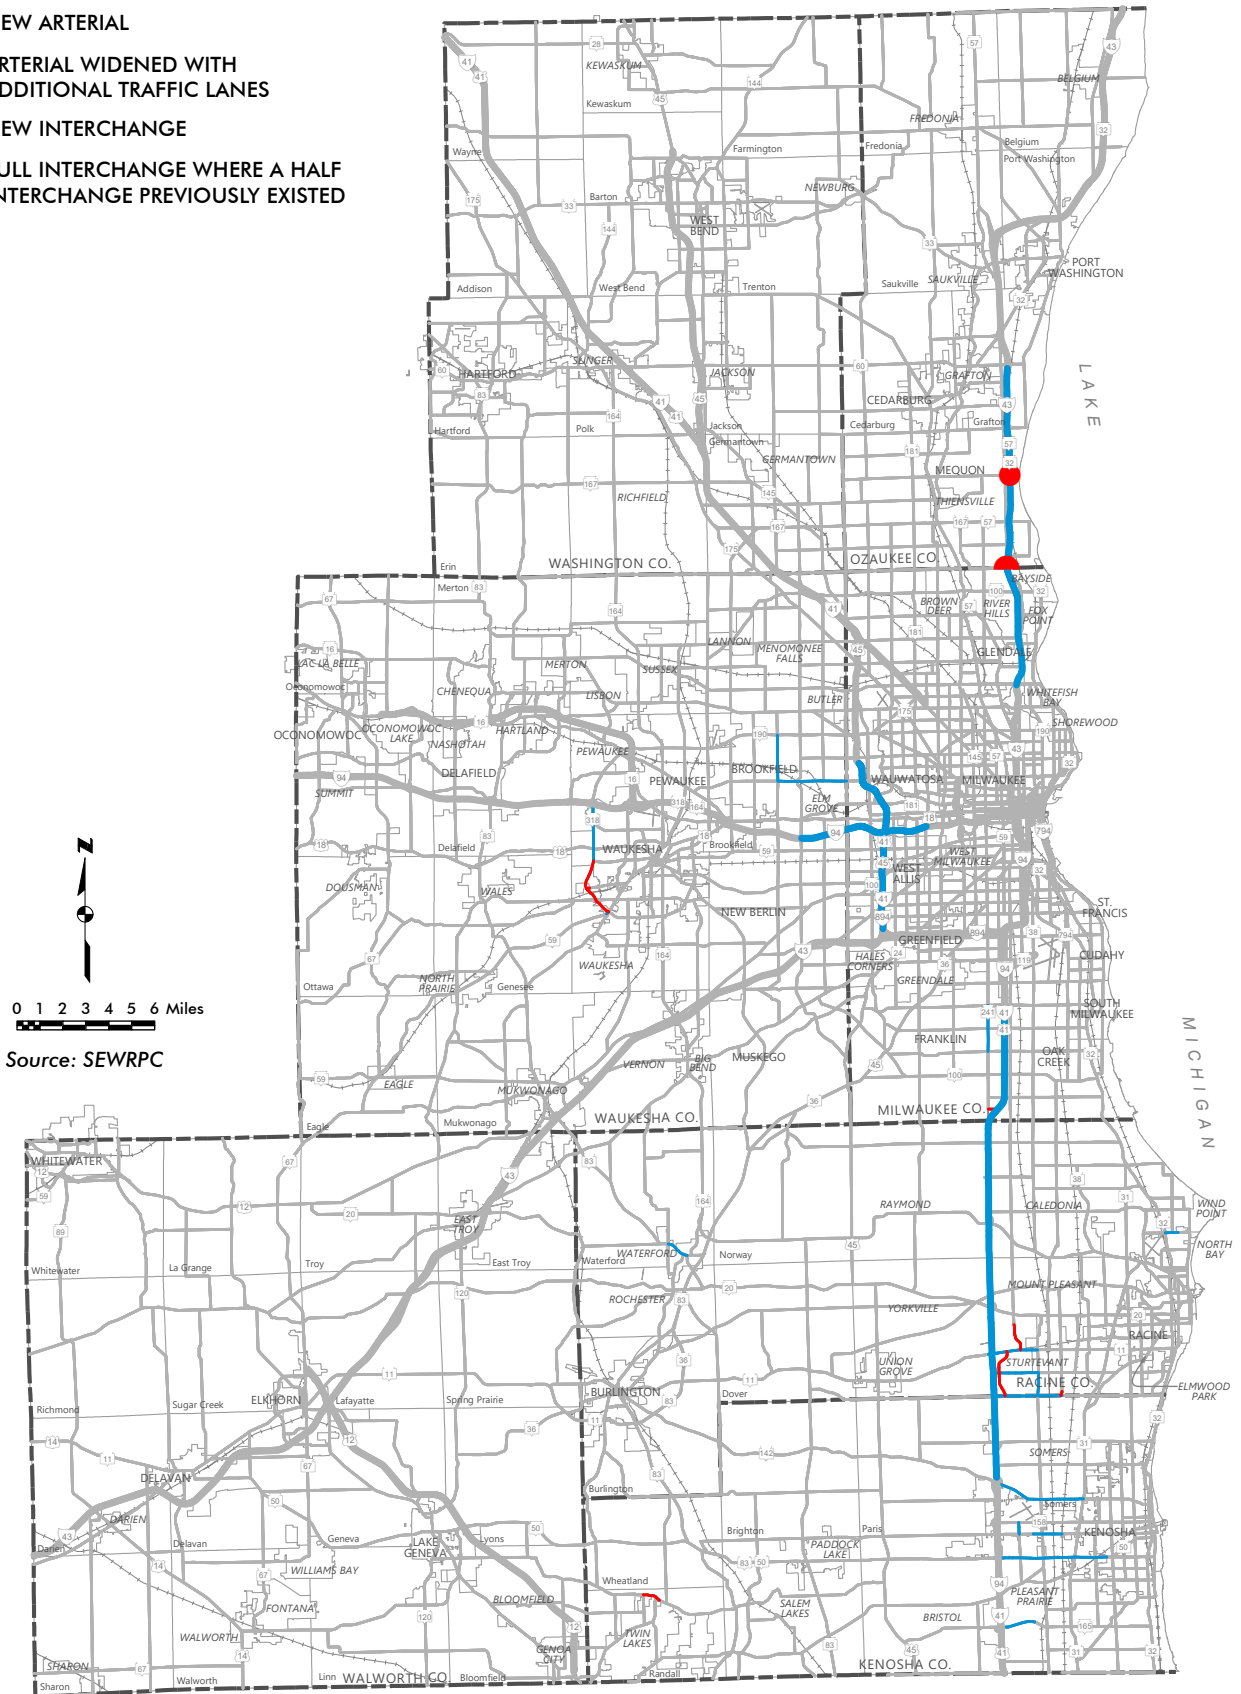 EW ARTERIAL
RTERIAL WIDENED WITH
DDITIONAL TRAFFIC LANES
EW INTERCHANGE
ULL INTERCHANGE WHERE A HALF
NTERCHANGE PREVIOUSLY EXISTED
KEWASKUM
Kewaskum
BELGIUM
FREDONIA
Wayne
Farmington
Fredonia
Belgium
Port Washington
Barton
NEWBURG
WEST
BEND
PORT
WASHINGTON
Addison
West Bend
Trenton
Saukville
SAUKVILLE
SLINGER
HARTFORD
JACKSON
GRAFTON
CEDARBURG
LAKE
Hartford
Polk
Jackson
Germantown
Cedarburg
Grafton
GERMANTOWN
MEQUON
RICHFIELD
THIENSVILLE
Erin
WASHINGTON CO.
OZAUKEE CO.
Merton
BAYSIDE
BROWN
DEER
RIVER
HILLS
FOX
POINT
LANNON
MENOMONEE
FALLS
GLENDALE
LAC LA BELLE
MERTON
SUSSEX
Oconomowoc
CHENEQUA
LISBON
BUTLER
WHITEFISH
BAY
OCONOMOWOC
OCONOMOWOC
LAKE
NASHOTAH
HARTLAND
PEWAUKEE
SHOREWOOD
DELAFIELD
PEWAUKEE
BROOKFIELD
WAUWATOSA
MILWAUKEE
SUMMIT
ELM
GROVE
Delafield
WAUKESHA
Brookfield
WEST
MILWAUKEE
WEST
ALLIS
DOUSMAN
WALES
NEW BERLIN
ST.
FRANCIS
GREENFIELD
WAUKESHA
HALES
CORNERS
CUDAHY
GREENDALE
Ottawa
NORTH
PRAIRIE
Genesee
SOUTH
MILWAUKEE
0 1 2 3 4 5 6 Miles
Source: SEWRPC
FRANKLIN
OAK
CREEK
MICHIGAN
VERNON
BIG
BEND
MUSKEGO
EAGLE
MUKWONAGO
Eagle
Mukwonago
WAUKESHA CO.
MILWAUKEE CO.
WHITEWATER
RAYMOND
CALEDONIA
WIND
POINT
EAST
TROY
NORTH
BAY
WATERFORD
Norway
Whitewater
La Grange
Troy
East Troy
Waterford
MOUNT PLEASANT
ROCHESTER
YORKVILLE
RACINE
UNION
GROVE
STURTEVANT
RACINE CO.
ELMWOOD
PARK
ELKHORN
Lafayette
Spring Prairie
BURLINGTON
Dover
Richmond
Sugar Creek
SOMERS
DELAVAN
Burlington
Somers
DARIEN
Darien
Delavan
Geneva
LAKE
GENEVA
Lyons
Brighton
Paris
KENOSHA
PADDOCK
LAKE
WILLIAMS BAY
Wheatland
BLOOMFIELD
PLEASANT
PRAIRIE
FONTANA
SALEM
LAKES
BRISTOL
WALWORTH
TWIN
LAKES
GENOA
CITY
SHARON
Sharon
Walworth
Linn
WALWORTH CO.
Bloomfield
Randall
KENOSHA CO.